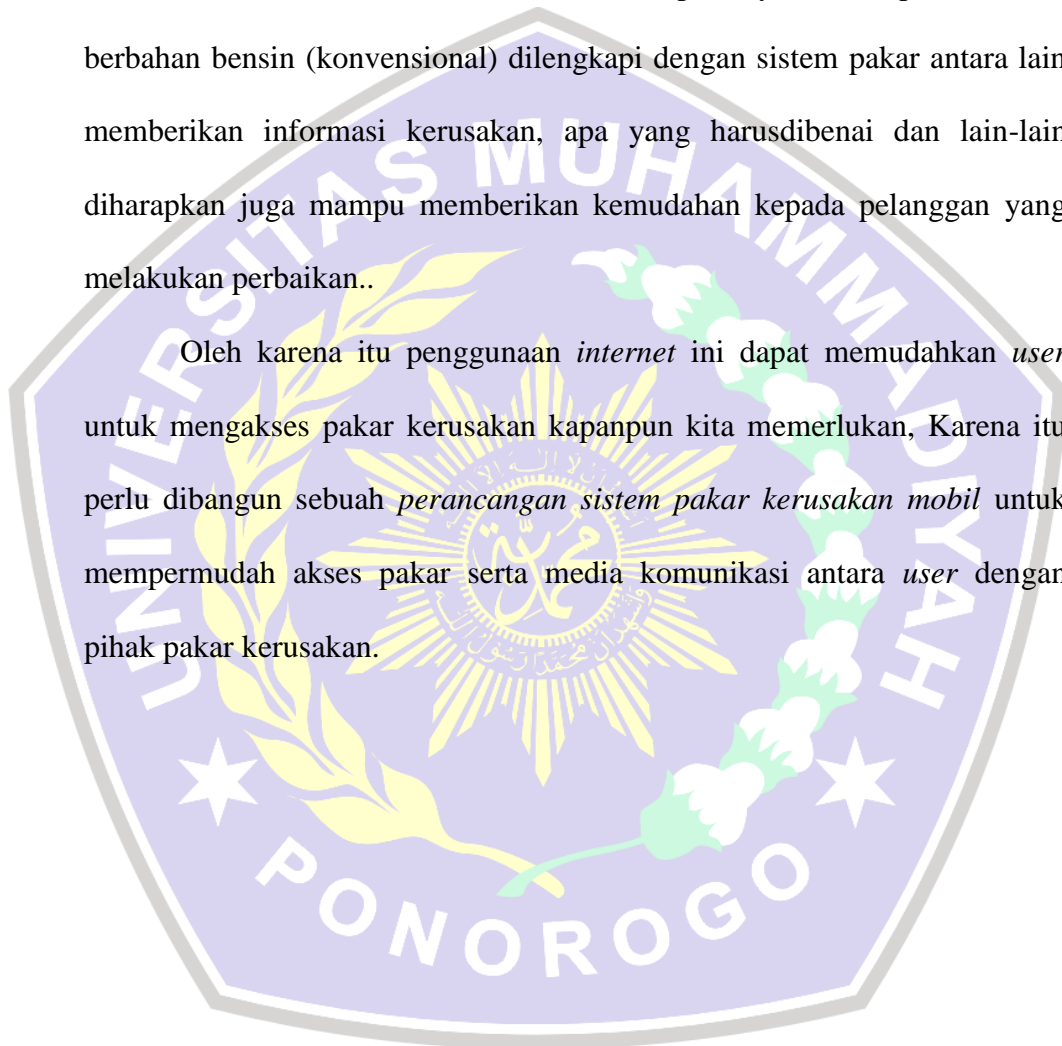 berbahan bensin (konvensional) dilengkapi dengan sistem pakar antara lain
memberikan informasi kerusakan, apa yang harusdibenai dan lain-lain
diharapkan juga mampu memberikan kemudahan kepada pelanggan yang
melakukan perbaikan..
Oleh karena itu penggunaan internet ini dapat memudahkan user
untuk mengakses pakar kerusakan kapanpun kita memerlukan, Karena itu
perlu dibangun sebuah perancangan sistem pakar kerusakan mobil untuk
mempermudah akses pakar serta media komunikasi antara user dengan
pihak pakar kerusakan.
UNIVERSITAS MUHAMMADIYAH
PONOROGO